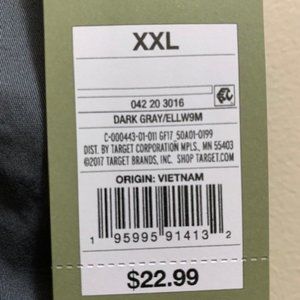 XXL
042 20 3016
DARK GRAY/ELLW9M
C-000443-01-011 GF17_50A01-0199
DIST. BY TARGET CORPORATION MPLS., MN 55403
©2017 TARGET BRANDS, INC. SHOP TARGET.COM
ORIGIN: VIETNAM
1 95995 91413 2
$22.99